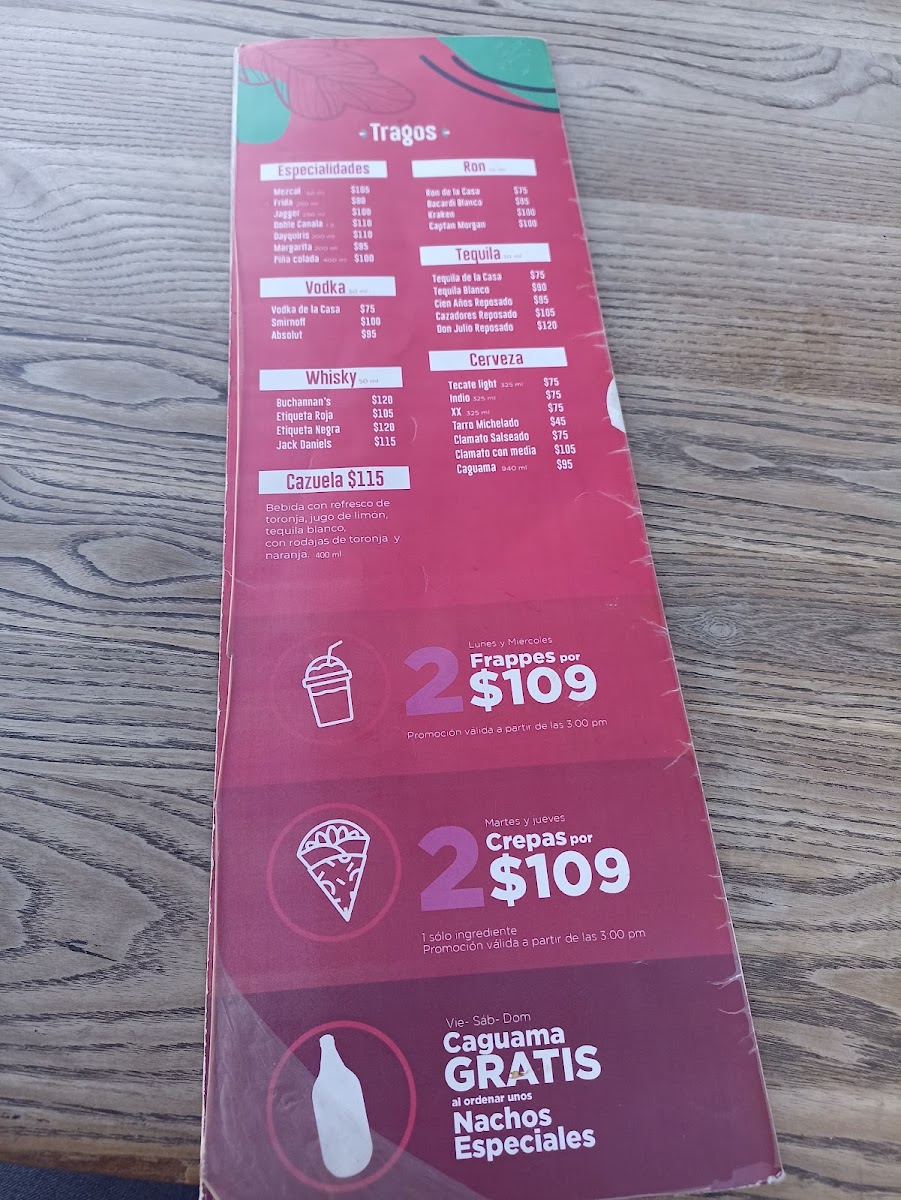 Tragos
Especialidades
Mezcal $105
Frida $80
Jagger $100
Doble Canala $110
Dayquiris $110
Margarita $95
Piña colada $100
Vodka
Vodka de la Casa $75
Smirnoff $100
Absolut $95
Whisky 50 ml
Buchannan's $120
Etiqueta Roja $105
Etiqueta Negra $120
Jack Daniels $115
Cazuela $115
Bebida con refresco de
toronja, jugo de limon,
tequila blanco,
con rodajas de toronja y
naranja. 400 ml
Ron
Ron de la Casa $75
Bacardi Blanco $95
Kraken $100
Captan Morgan $100
Tequila
Tequila de la Casa $75
Tequila Blanco $90
Cien Años Reposado $95
Cazadores Reposado $105
Don Julio Reposado $120
Cerveza
Tecate light 325 ml $75
Indio 325 ml $75
XX 325 ml $75
Tarro Michelado $45
Clamato Salseado $75
Clamato con media $105
Caguama 940 ml $95
Lunes y Miércoles
2 Frappes por
$109
Promoción válida a partir de las 3:00 pm
Martes y jueves
2 Crepas por
$109
1 sólo ingrediente
Promoción válida a partir de las 3:00 pm
Vie- Sáb- Dom
Caguama
GRATIS
al ordenar unos
Nachos
Especiales